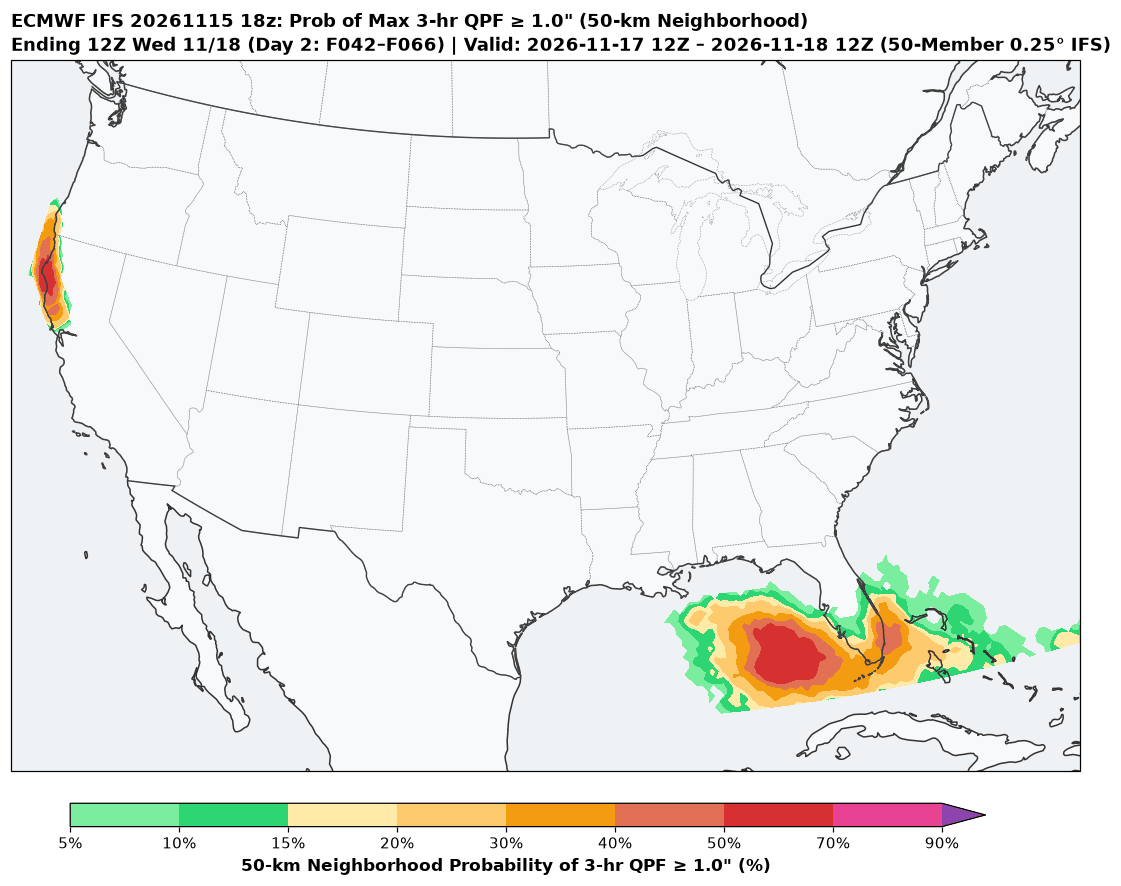 ECMWF IFS 20261115 18z: Prob of Max 3-hr QPF ≥ 1.0" (50-km Neighborhood)
Ending 12Z Wed 11/18 (Day 2: F042–F066) | Valid: 2026-11-17 12Z – 2026-11-18 12Z (50-Member 0.25° IFS)
5% 10% 15% 20% 30% 40% 50% 70% 90%
50-km Neighborhood Probability of 3-hr QPF ≥ 1.0" (%)